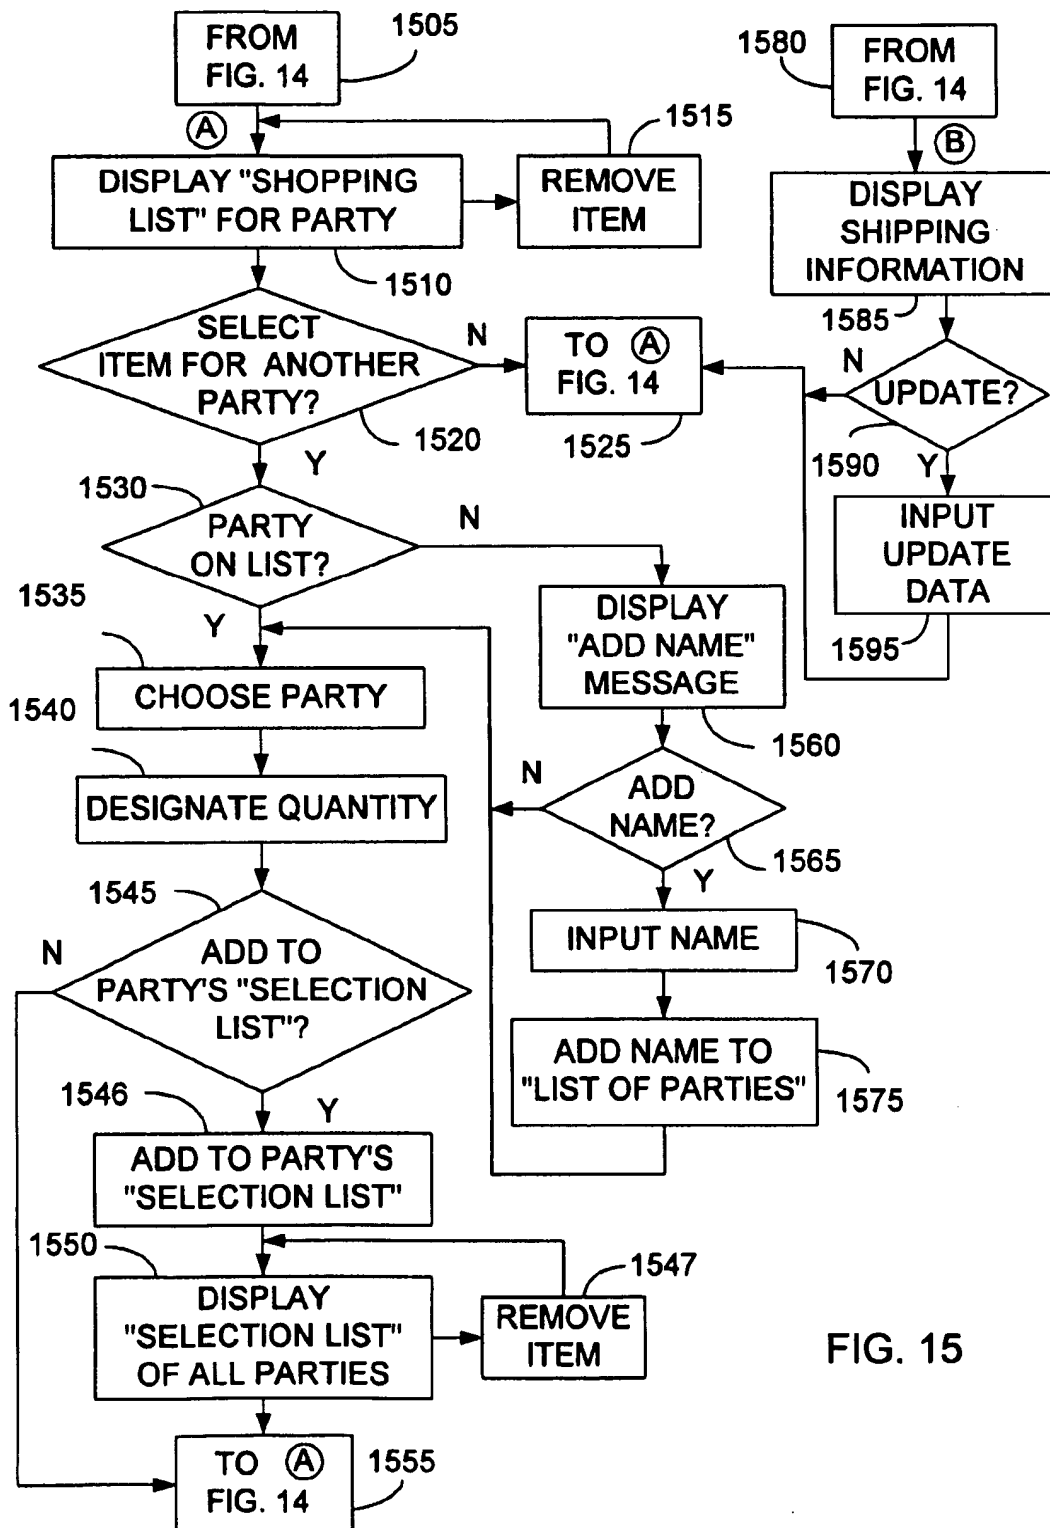 FROM
FIG. 14
1505
A
DISPLAY "SHOPPING
LIST" FOR PARTY
1510
REMOVE
ITEM
1515
SELECT
ITEM FOR ANOTHER
PARTY?
1520
N
Y
TO A
FIG. 14
1525
1530
PARTY
ON LIST?
N
Y
1535
CHOOSE PARTY
1540
DESIGNATE QUANTITY
1545
ADD TO
PARTY'S "SELECTION
LIST"?
N
Y
1546
ADD TO PARTY'S
"SELECTION LIST"
1550
DISPLAY
"SELECTION LIST"
OF ALL PARTIES
1547
REMOVE
ITEM
TO A
FIG. 14
1555
DISPLAY
"ADD NAME"
MESSAGE
1560
ADD
NAME?
1565
N
Y
INPUT NAME
1570
ADD NAME TO
"LIST OF PARTIES"
1575
1580
FROM
FIG. 14
B
DISPLAY
SHIPPING
INFORMATION
1585
UPDATE?
N
1590
Y
INPUT
UPDATE
DATA
1595
FIG. 15